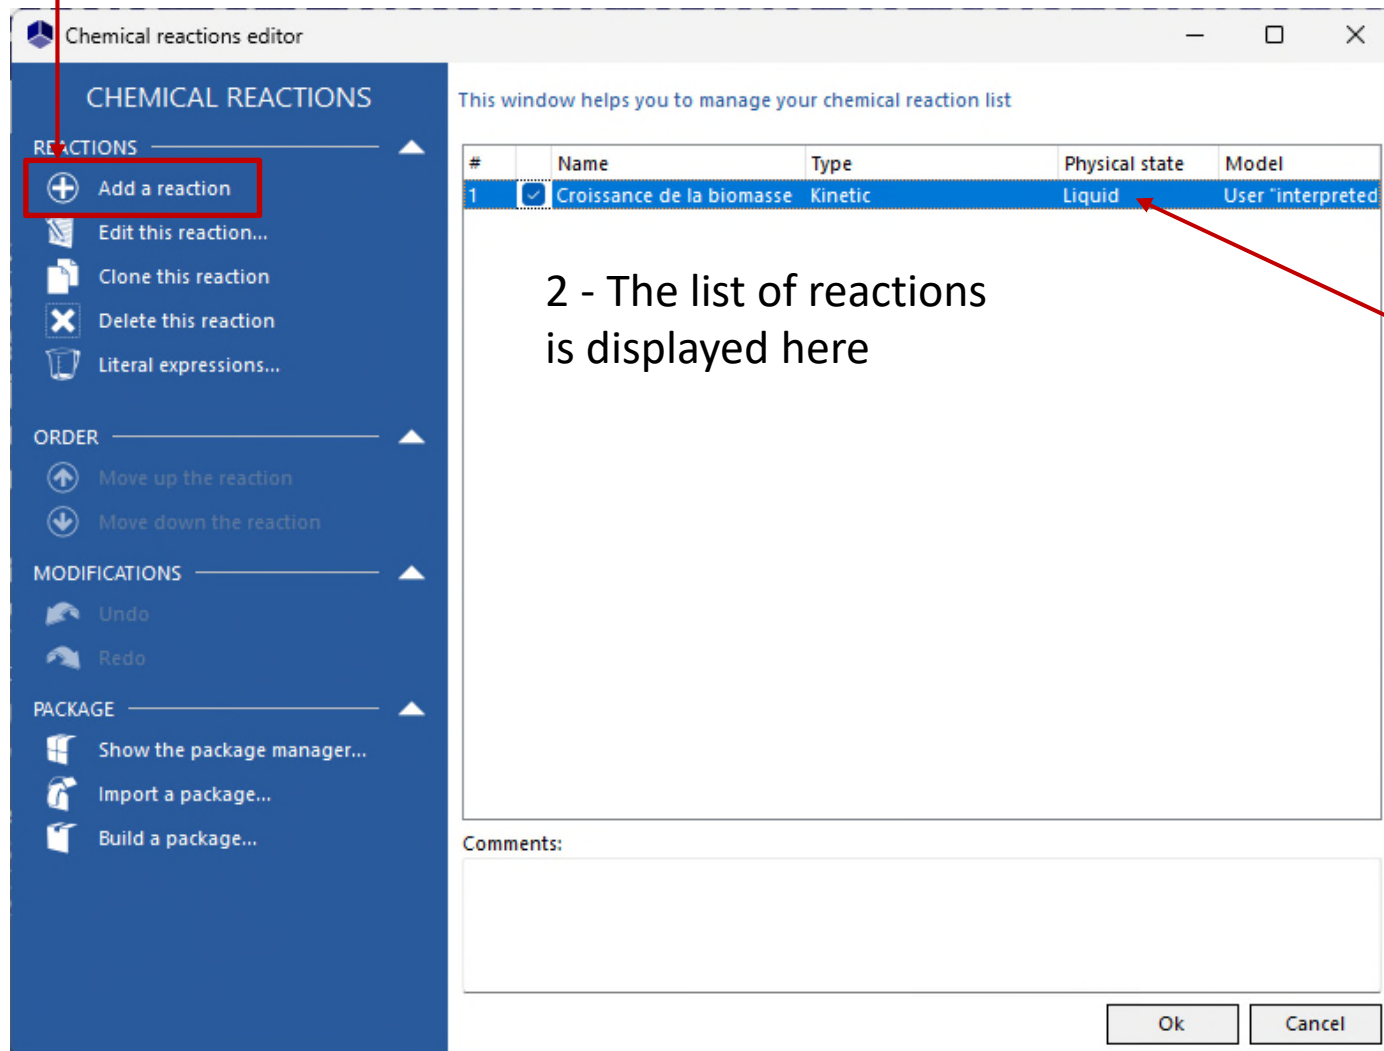 Chemical reactions editor
CHEMICAL REACTIONS
REACTIONS
Add a reaction
Edit this reaction...
Clone this reaction
Delete this reaction
Literal expressions...
ORDER
Move up the reaction
Move down the reaction
MODIFICATIONS
Undo
Redo
PACKAGE
Show the package manager...
Import a package...
Build a package...
This window helps you to manage your chemical reaction list
# Name Type Physical state Model
1 Croissance de la biomasse Kinetic Liquid User "interpreted
2 - The list of reactions
is displayed here
Comments:
Ok Cancel